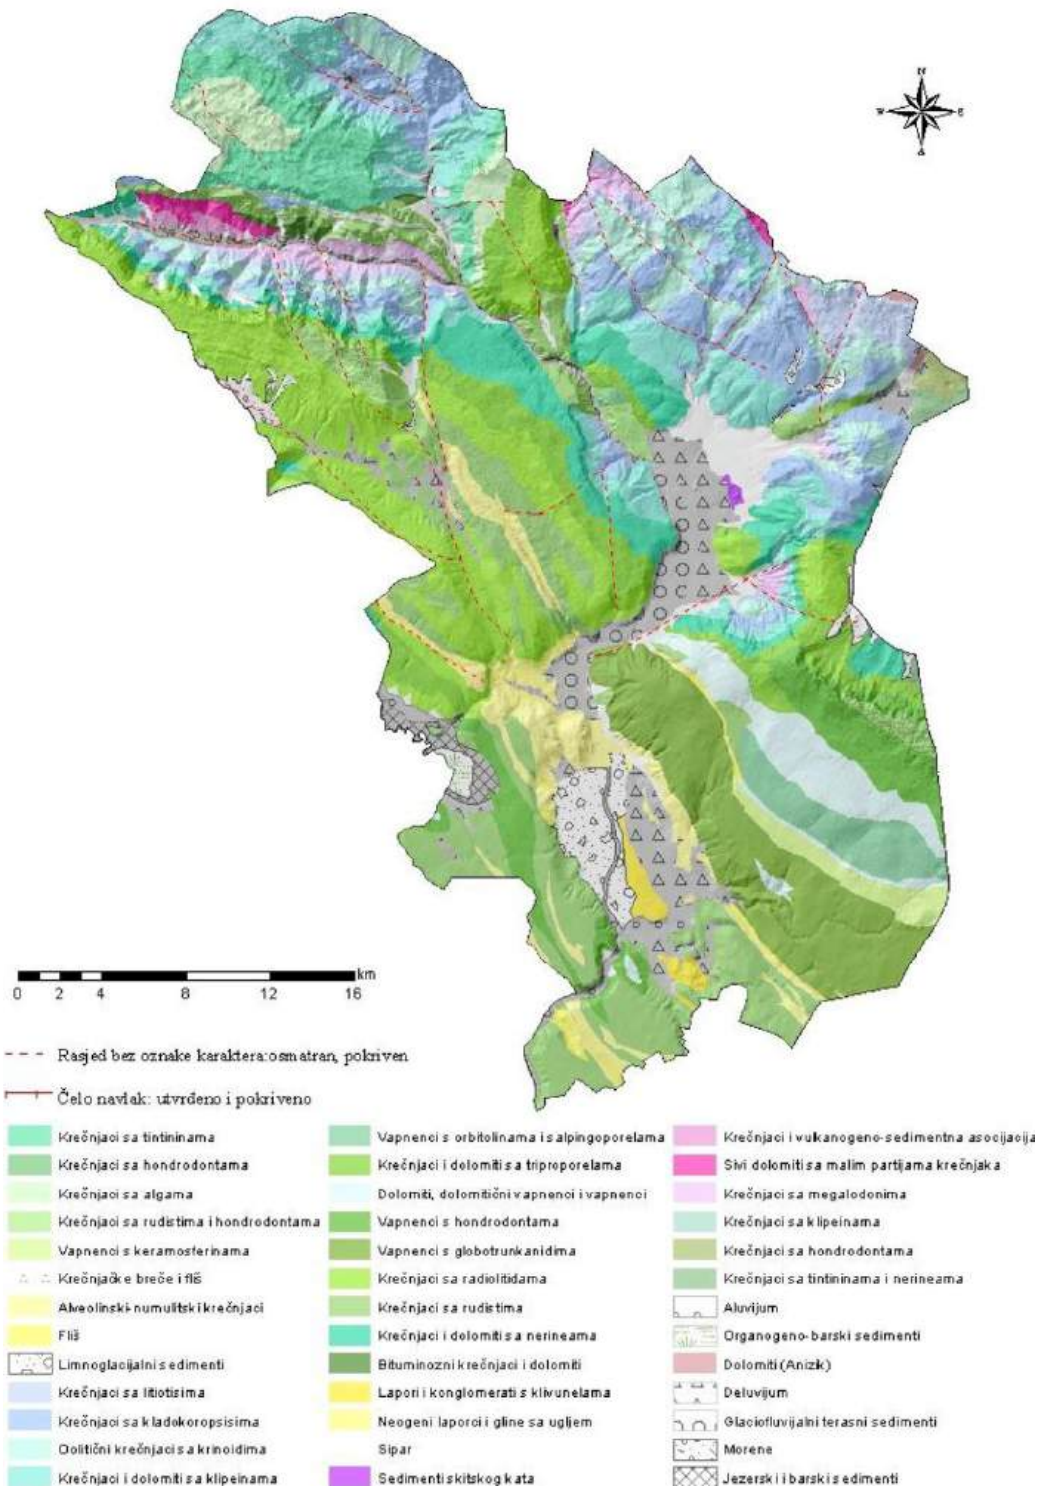 N
W E
S
km
0 2 4 8 12 16
Rasjed bez oznake karaktera:osmatran, pokriven
Čelo navlak: utvrđeno i pokriveno
Krečnjaci sa tintininama
Krečnjaci sa hondrodontama
Krečnjaci sa algama
Krečnjaci sa rudistima i hondrodontama
Vapnenci s keramosferinama
Krečnjačke breče i fliš
Alveolinski-numulitski krečnjaci
Fliš
Limnoglacijalni sedimenti
Krečnjaci sa litiotisima
Krečnjaci sa kladokoropsisima
Oolitični krečnjaci sa krinoidima
Krečnjaci i dolomiti sa klipeinama
Vapnenci s orbitolinama i salpingoporelama
Krečnjaci i dolomiti sa triproporelama
Dolomiti, dolomitični vapnenci i vapnenci
Vapnenci s hondrodontama
Vapnenci s globotrunkanidima
Krečnjaci sa radiolitidama
Krečnjaci sa rudistima
Krečnjaci i dolomiti sa nerineama
Bituminozni krečnjaci i dolomiti
Lapori i konglomerati s klivunelama
Neogeni laporci i gline sa ugljem
Sipar
Sedimenti skitskog kata
Krečnjaci i vulkanogeno-sedimentna asocijacija
Sivi dolomiti sa malim partijama krečnjaka
Krečnjaci sa megalodonima
Krečnjaci sa klipeinama
Krečnjaci sa hondrodontama
Krečnjaci sa tintininama i nerineama
Aluvijum
Organogeno-barski sedimenti
Dolomiti (Anizik)
Deluvijum
Glaciofluvijalni terasni sedimenti
Morene
Jezerski i barski sedimenti